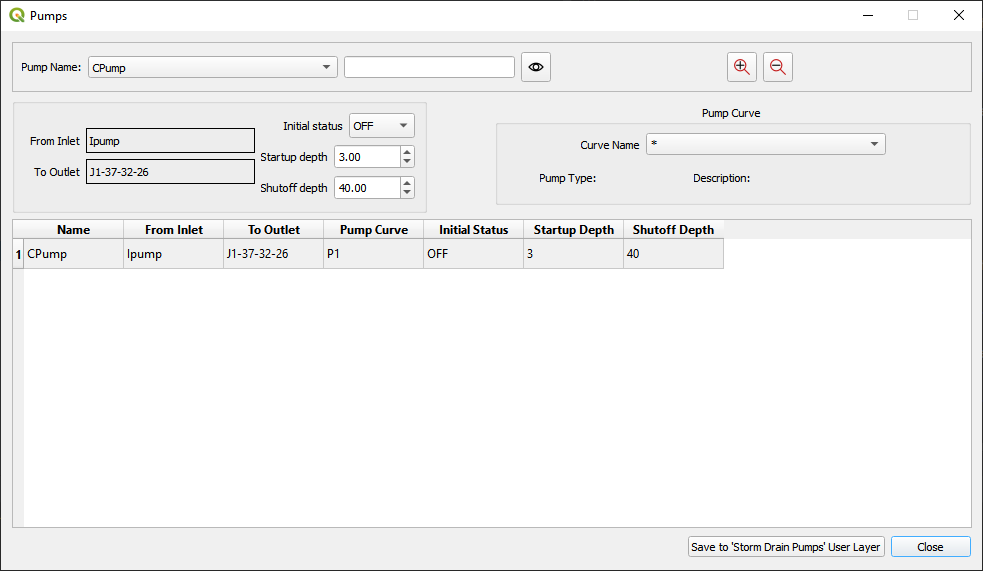 Pumps
Pump Name: CPump
Pump Curve
Initial status OFF
From Inlet Ipump
Startup depth 3.00
To Outlet J1-37-32-26
Shutoff depth 40.00
Curve Name *
Pump Type: Description:
Name From Inlet To Outlet Pump Curve Initial Status Startup Depth Shutoff Depth
1 CPump Ipump J1-37-32-26 P1 OFF 3 40
Save to 'Storm Drain Pumps' User Layer Close